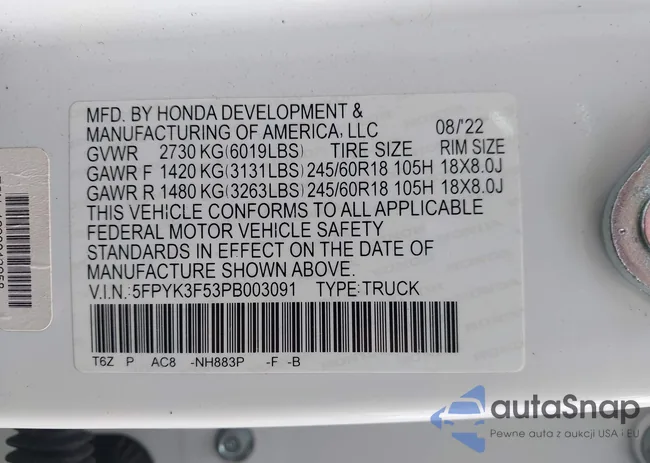 MFD. BY HONDA DEVELOPMENT &
MANUFACTURING OF AMERICA, LLC 08/'22
GVWR 2730 KG(6019LBS) TIRE SIZE RIM SIZE
GAWR F 1420 KG(3131LBS) 245/60R18 105H 18X8.0J
GAWR R 1480 KG(3263LBS) 245/60R18 105H 18X8.0J
THIS VEHICLE CONFORMS TO ALL APPLICABLE
FEDERAL MOTOR VEHICLE SAFETY
STANDARDS IN EFFECT ON THE DATE OF
MANUFACTURE SHOWN ABOVE.
V.I.N.:5FPYK3F53PB003091 TYPE:TRUCK
T6Z P AC8 -NH883P -F -B
autaSnap
Pewne auta z aukcji USA i EU